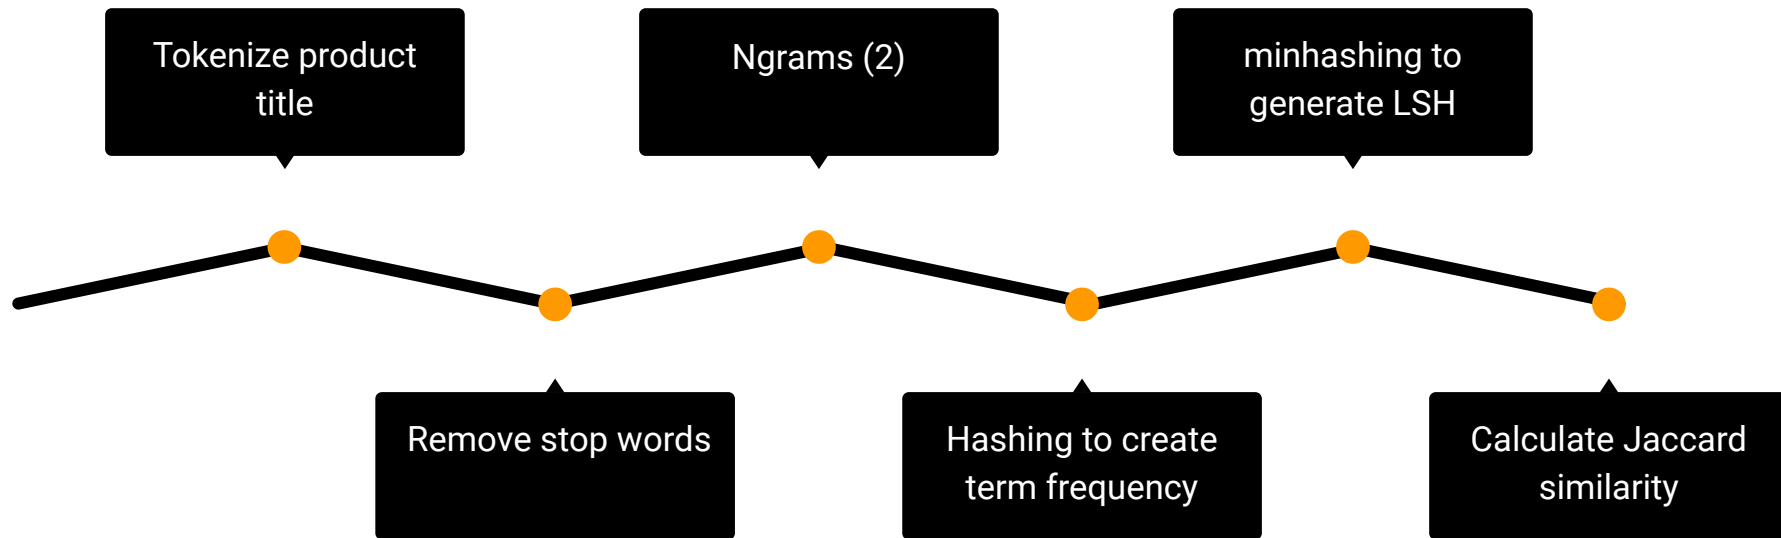 Tokenize product
title
Remove stop words
Ngrams (2)
Hashing to create
term frequency
minhashing to
generate LSH
Calculate Jaccard
similarity